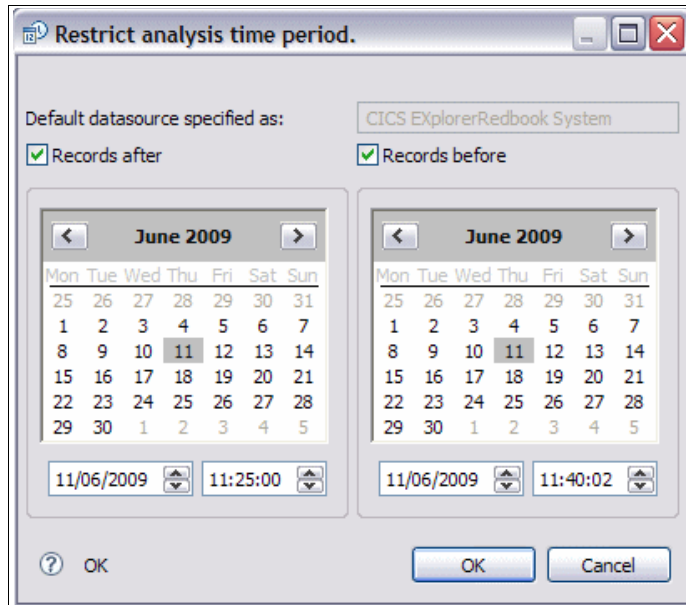 Restrict analysis time period.
Default datasource specified as: CICS EXplorerRedbook System
Records after Records before
June 2009 June 2009
Mon Tue Wed Thu Fri Sat Sun Mon Tue Wed Thu Fri Sat Sun
25 26 27 28 29 30 31 25 26 27 28 29 30 31
1 2 3 4 5 6 7 1 2 3 4 5 6 7
8 9 10 11 12 13 14 8 9 10 11 12 13 14
15 16 17 18 19 20 21 15 16 17 18 19 20 21
22 23 24 25 26 27 28 22 23 24 25 26 27 28
29 30 1 2 3 4 5 29 30 1 2 3 4 5
11/06/2009 11:25:00 11/06/2009 11:40:02
? OK OK Cancel